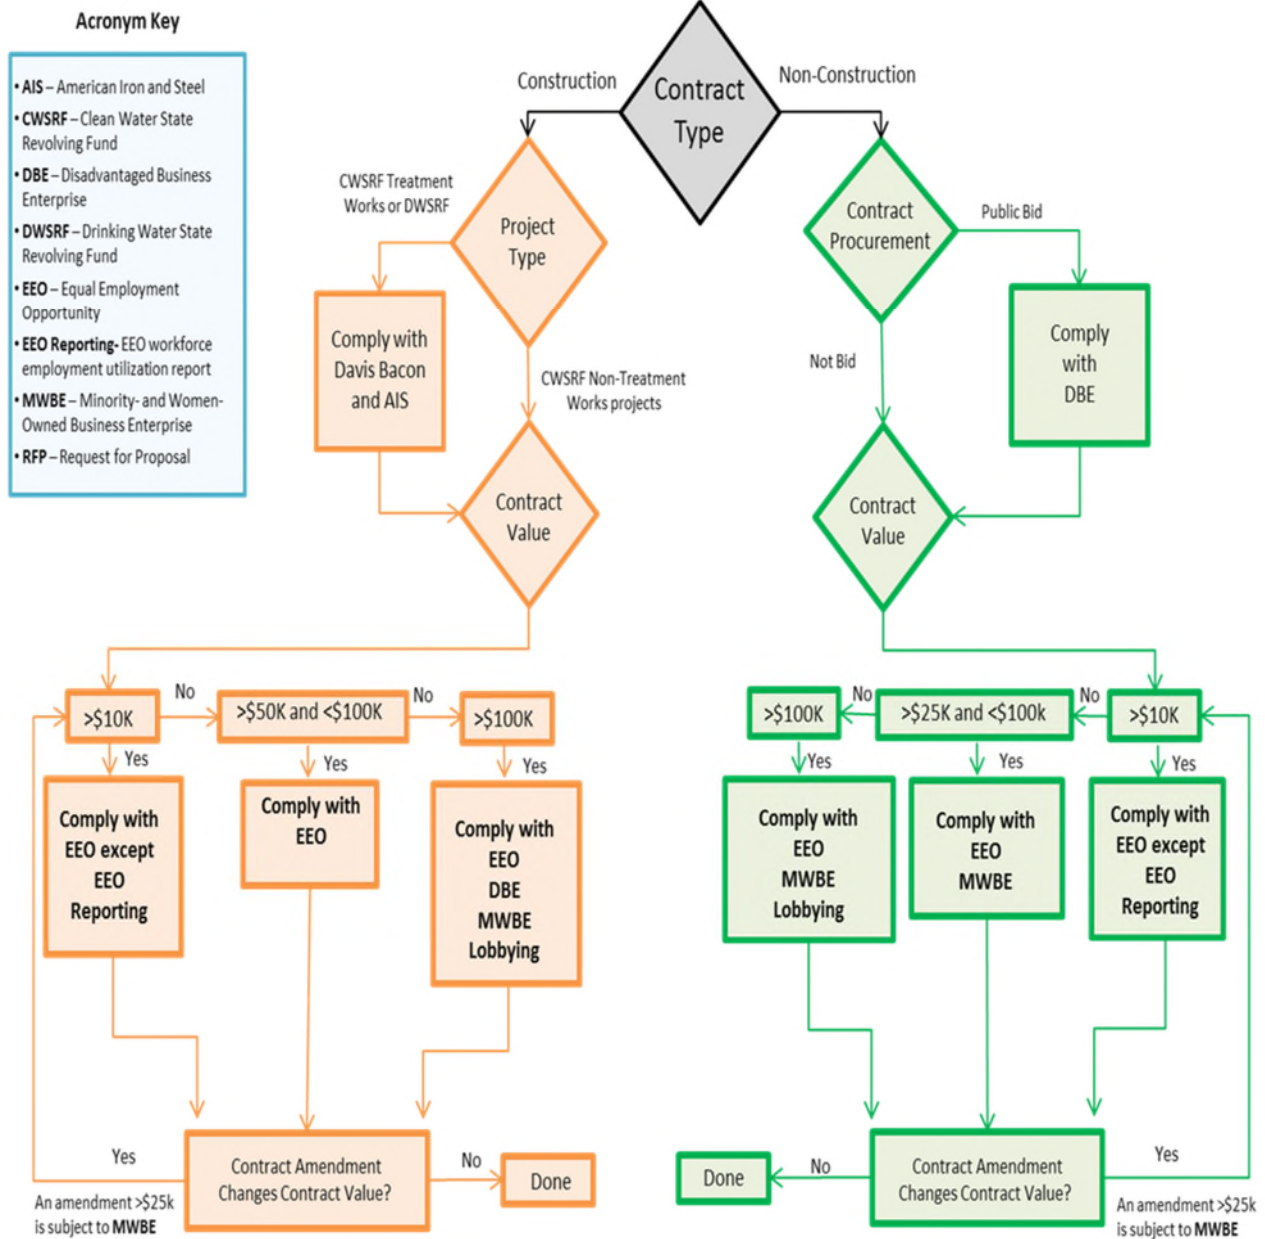 Acronym Key
• AIS – American Iron and Steel
• CWSRF – Clean Water State
Revolving Fund
• DBE – Disadvantaged Business
Enterprise
• DWSRF – Drinking Water State
Revolving Fund
• EEO – Equal Employment
Opportunity
• EEO Reporting- EEO workforce
employment utilization report
• MWBE – Minority- and Women-
Owned Business Enterprise
• RFP – Request for Proposal
Contract
Type
Construction
Non-Construction
CWSRF Treatment
Works or DWSRF
Project
Type
Comply with
Davis Bacon
and AIS
CWSRF Non-Treatment
Works projects
Contract
Value
Contract
Procurement
Public Bid
Comply
with
DBE
Not Bid
Contract
Value
>$10K
No
>$50K and <$100K
No
>$100K
Yes
Yes
Yes
Comply with
EEO except
EEO
Reporting
Comply with
EEO
Comply with
EEO
DBE
MWBE
Lobbying
Contract Amendment
Changes Contract Value?
Yes
An amendment >$25k
is subject to MWBE
No
Done
>$100K
No
>$25K and <$100k
No
>$10K
Yes
Yes
Yes
Comply with
EEO
MWBE
Lobbying
Comply with
EEO
MWBE
Comply with
EEO except
EEO
Reporting
Done
No
Contract Amendment
Changes Contract Value?
Yes
An amendment >$25k
is subject to MWBE